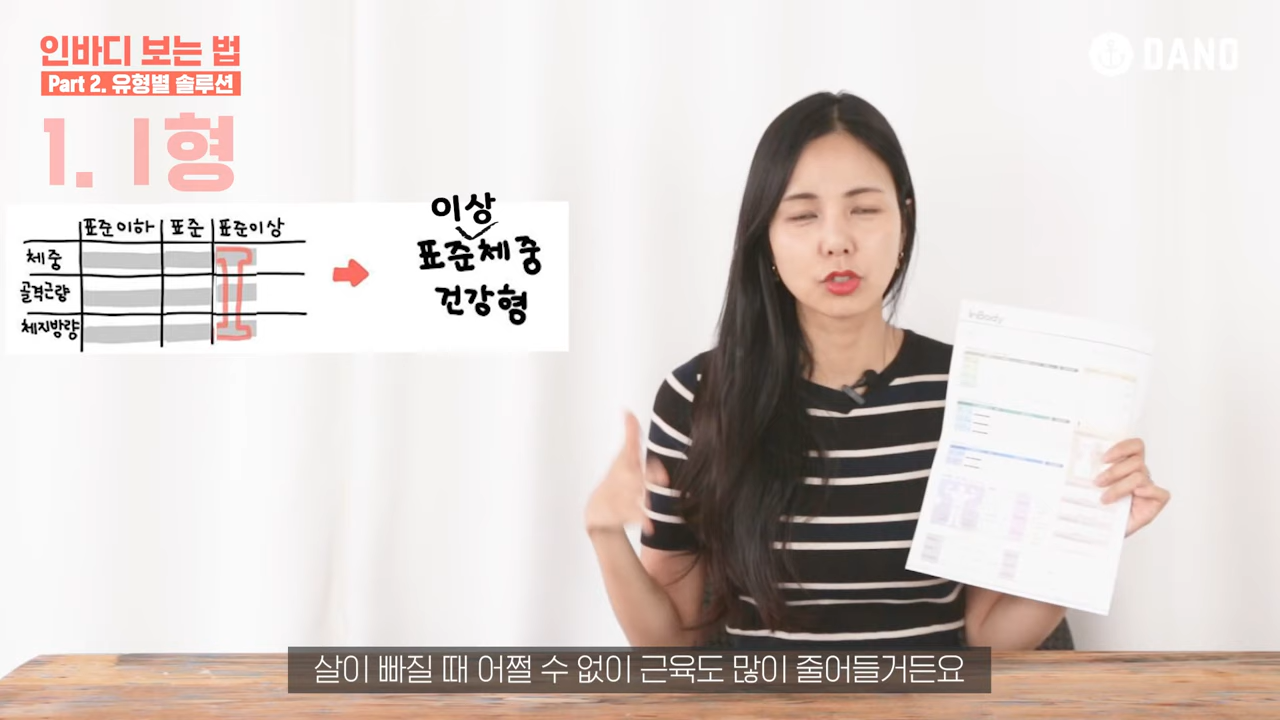 인바디 보는 법
Part 2. 유형별 솔루션
1. I형
DANO
표준이하 표준 표준이상
체중
골격근량
체지방량
이상
표준체중
건강형
InBody
살이 빠질 때 어쩔 수 없이 근육도 많이 줄어들거든요